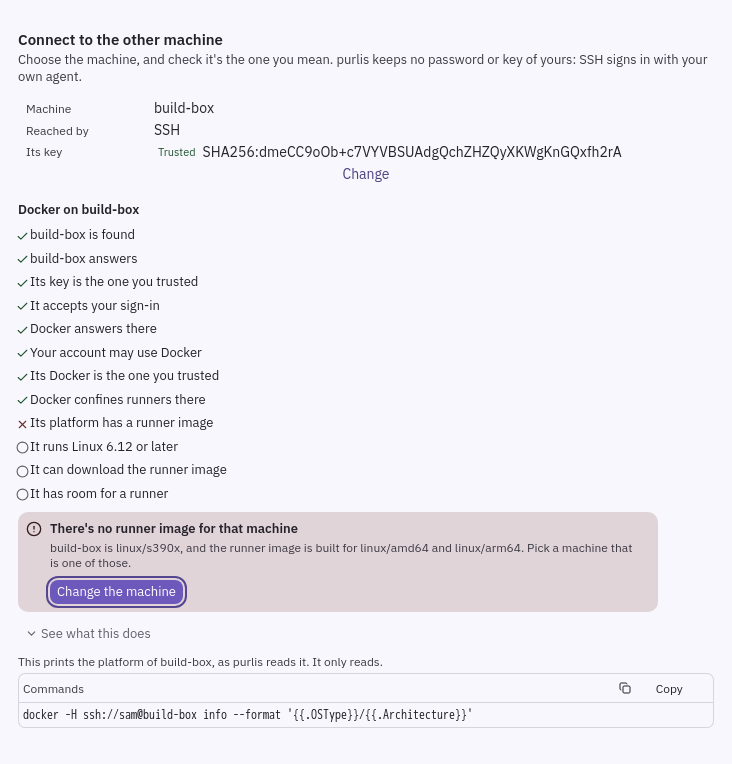 Connect to the other machine
Choose the machine, and check it's the one you mean. purlis keeps no password or key of yours: SSH signs in with your
own agent.
Machine build-box
Reached by SSH
Its key Trusted SHA256:dmeCC9oOb+c7VYVBSUAdgQchZHZQyXKWgKnGQxfh2rA
Change
Docker on build-box
build-box is found
build-box answers
Its key is the one you trusted
It accepts your sign-in
Docker answers there
Your account may use Docker
Its Docker is the one you trusted
Docker confines runners there
Its platform has a runner image
It runs Linux 6.12 or later
It can download the runner image
It has room for a runner
There's no runner image for that machine
build-box is linux/s390x, and the runner image is built for linux/amd64 and linux/arm64. Pick a machine that
is one of those.
Change the machine
See what this does
This prints the platform of build-box, as purlis reads it. It only reads.
Commands Copy
docker -H ssh://sam@build-box info --format '{{.OSType}}/{{.Architecture}}'